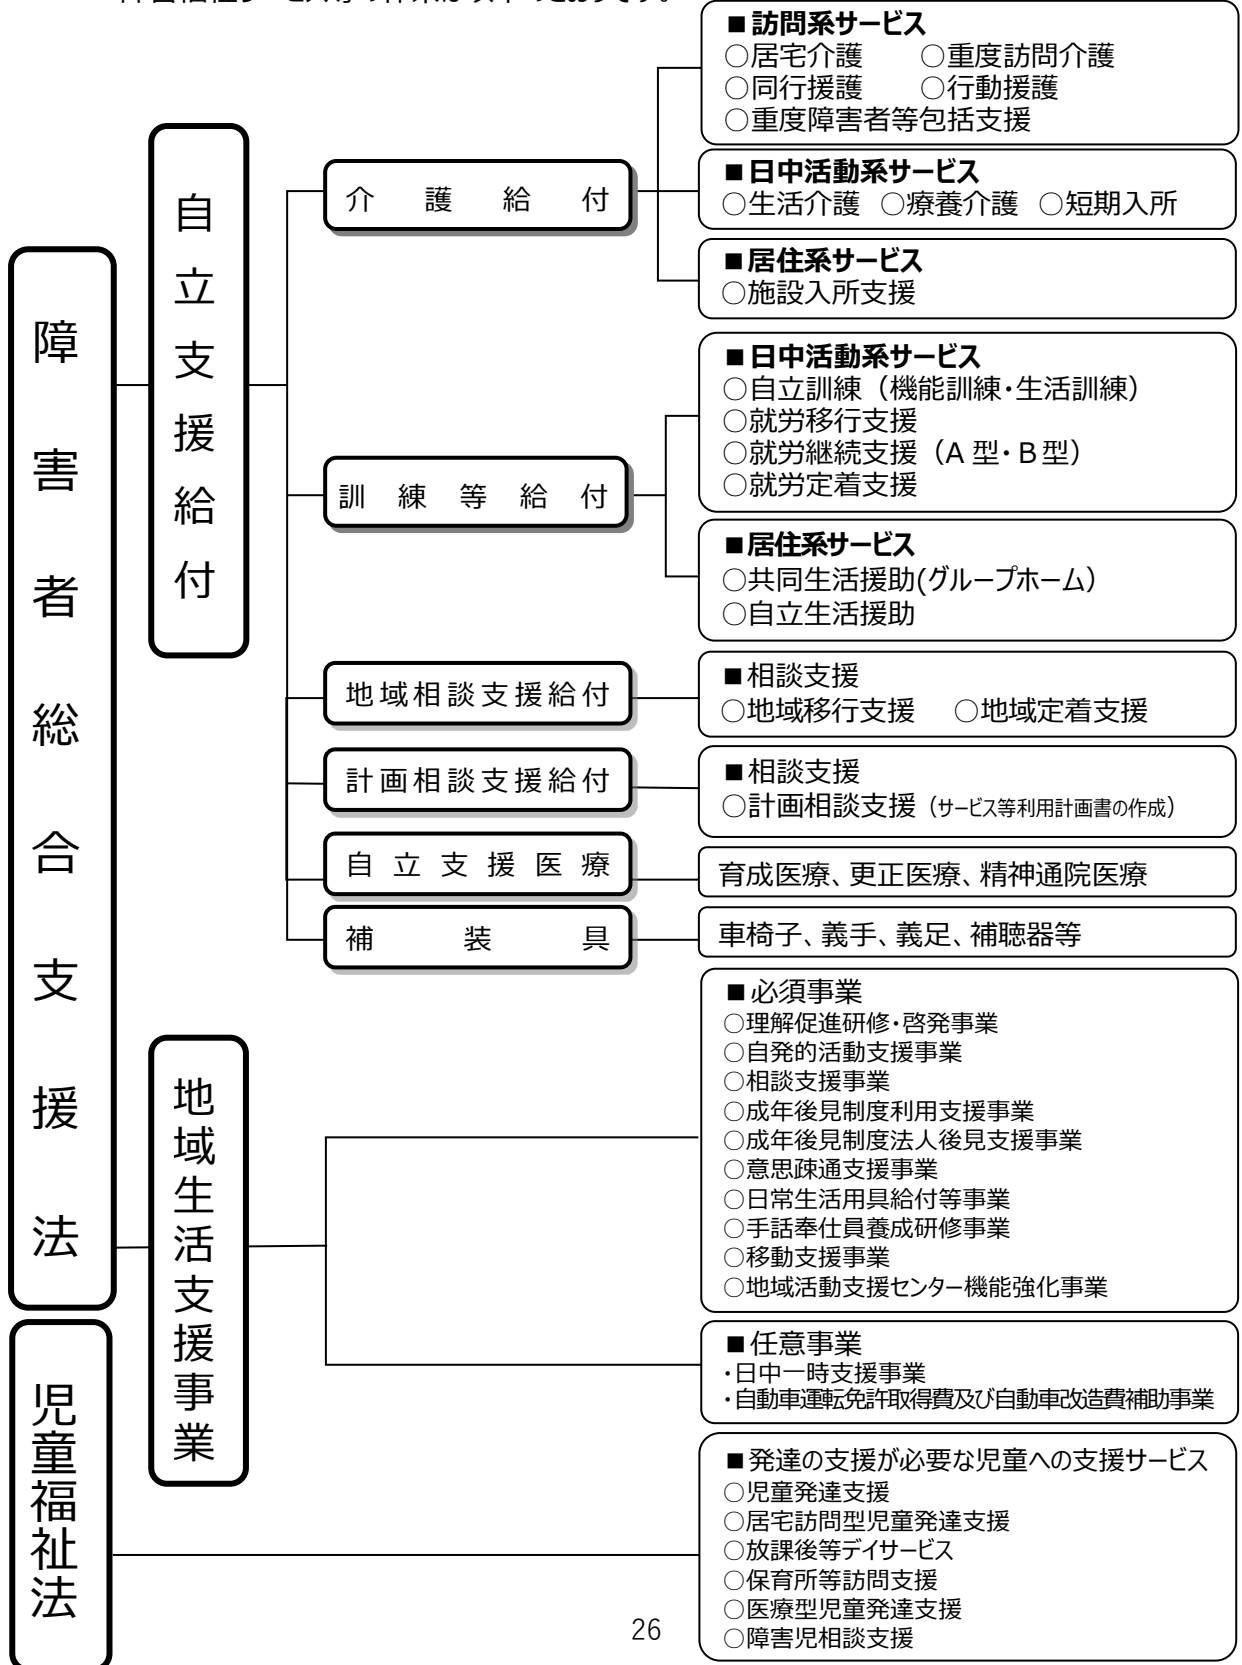 障害者総合支援法
自立支援給付
介護給付
■訪問系サービス
○居宅介護 ○重度訪問介護
○同行援護 ○行動援護
○重度障害者等包括支援
■日中活動系サービス
○生活介護 ○療養介護 ○短期入所
■居住系サービス
○施設入所支援
訓練等給付
■日中活動系サービス
○自立訓練（機能訓練・生活訓練）
○就労移行支援
○就労継続支援（A型・B型）
○就労定着支援
■居住系サービス
○共同生活援助(グループホーム）
○自立生活援助
地域相談支援給付
■相談支援
○地域移行支援 ○地域定着支援
計画相談支援給付
■相談支援
○計画相談支援（サービス等利用計画書の作成）
自立支援医療
育成医療、更正医療、精神通院医療
補装具
車椅子、義手、義足、補聴器等
地域生活支援事業
■必須事業
○理解促進研修・啓発事業
○自発的活動支援事業
○相談支援事業
○成年後見制度利用支援事業
○成年後見制度法人後見支援事業
○意思疎通支援事業
○日常生活用具給付等事業
○手話奉仕員養成研修事業
○移動支援事業
○地域活動支援センター機能強化事業
■任意事業
・日中一時支援事業
・自動車運転免許取得費及び自動車改造費補助事業
児童福祉法
■発達の支援が必要な児童への支援サービス
○児童発達支援
○居宅訪問型児童発達支援
○放課後等デイサービス
○保育所等訪問支援
○医療型児童発達支援
○障害児相談支援
26